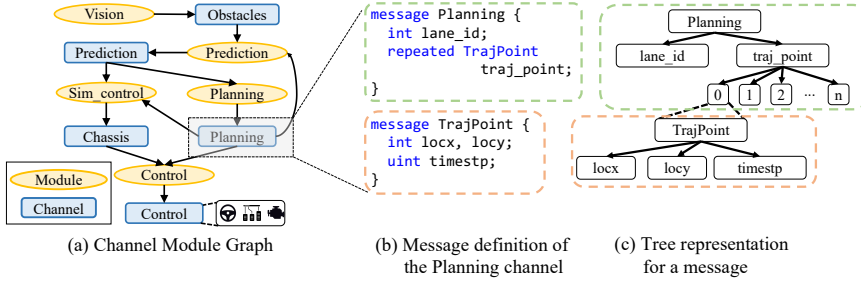 Vision
Obstacles
Prediction
Prediction
Sim_control
Planning
Chassis
Planning
Control
Control
Module
Channel
(a) Channel Module Graph
message Planning {
int lane_id;
repeated TrajPoint
traj_point;
}
message TrajPoint {
int locx, locy;
uint timestp;
}
(b) Message definition of
the Planning channel
Planning
lane_id
traj_point
0
1
2
...
n
TrajPoint
locx
locy
timestp
(c) Tree representation
for a message